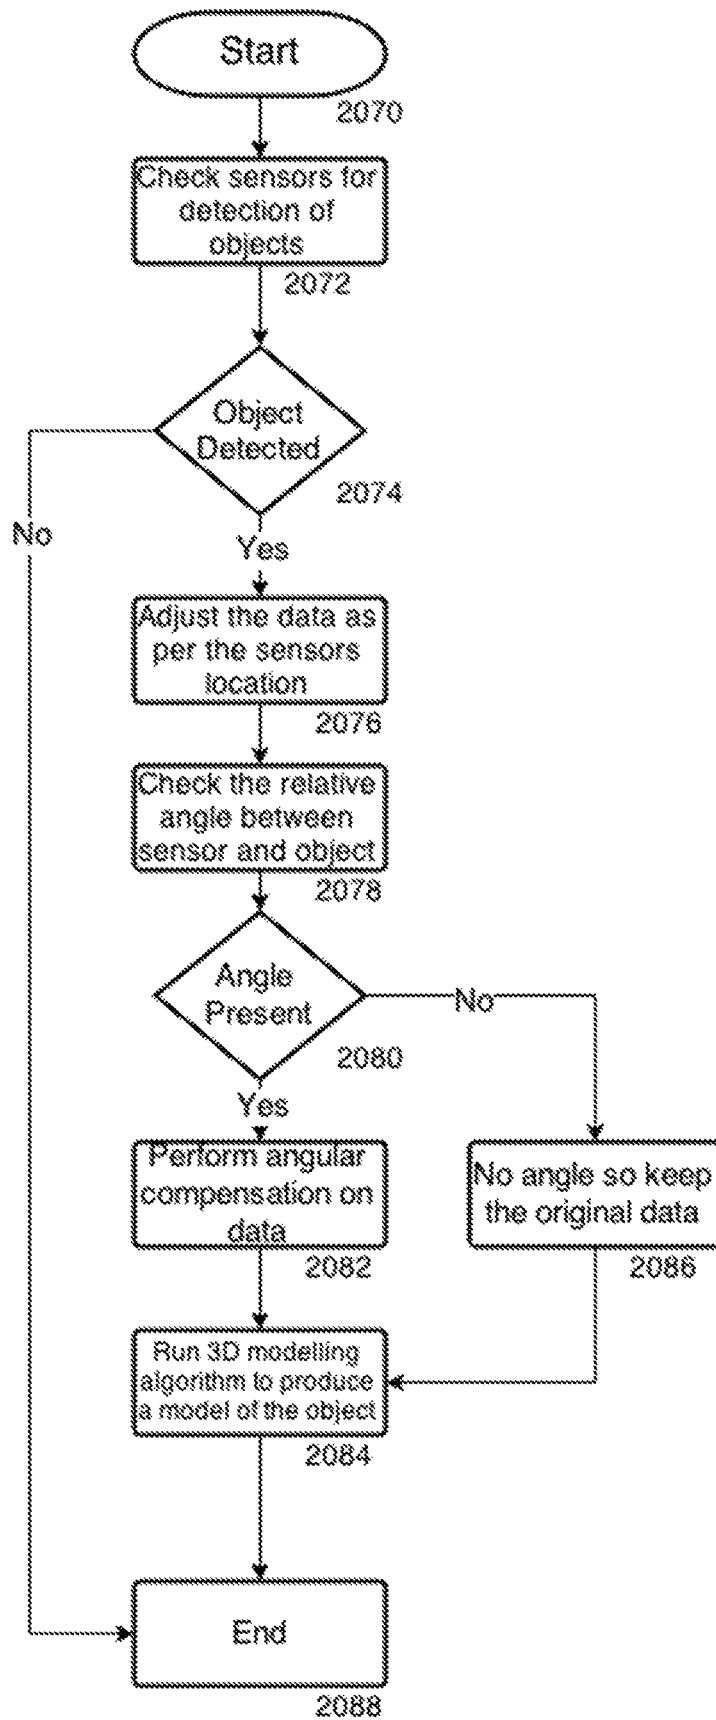 Start
2070
Check sensors for
detection of
objects
2072
Object
Detected
2074
No
Yes
Adjust the data as
per the sensors
location
2076
Check the relative
angle between
sensor and object
2078
Angle
Present
No
2080
Yes
Perform angular
compensation on
data
2082
No angle so keep
the original data
2086
Run 3D modelling
algorithm to produce
a model of the object
2084
End
2088